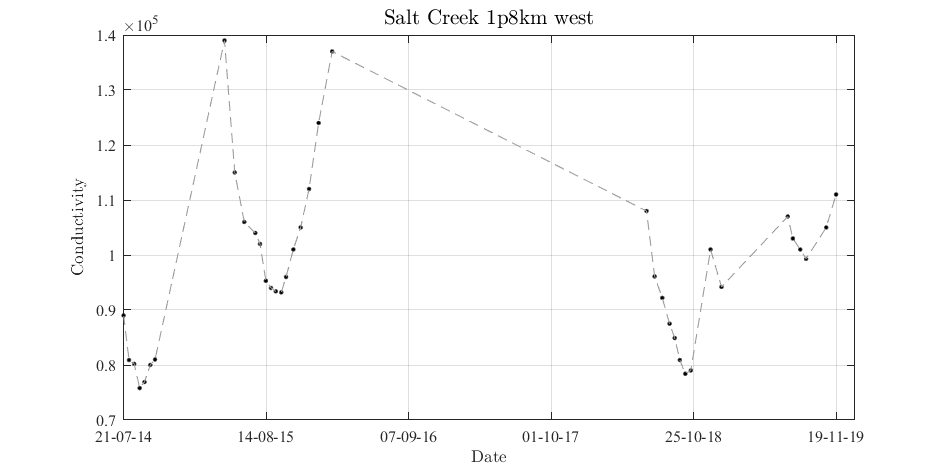 Salt Creek 1p8km west
×10⁵
1.4
1.3
1.2
1.1
1
0.9
0.8
0.7
Conductivity
21-07-14 14-08-15 07-09-16 01-10-17 25-10-18 19-11-19
Date